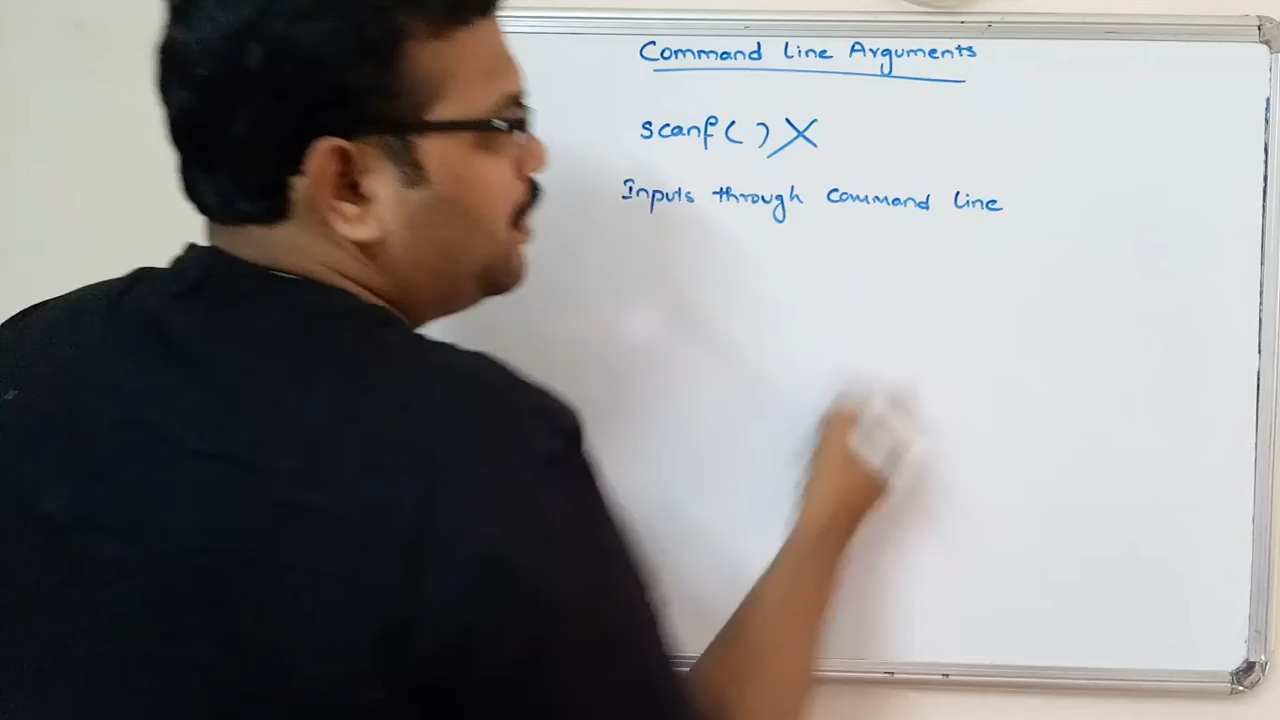 Command Line Arguments
scanf( ) X
Inputs through Command line